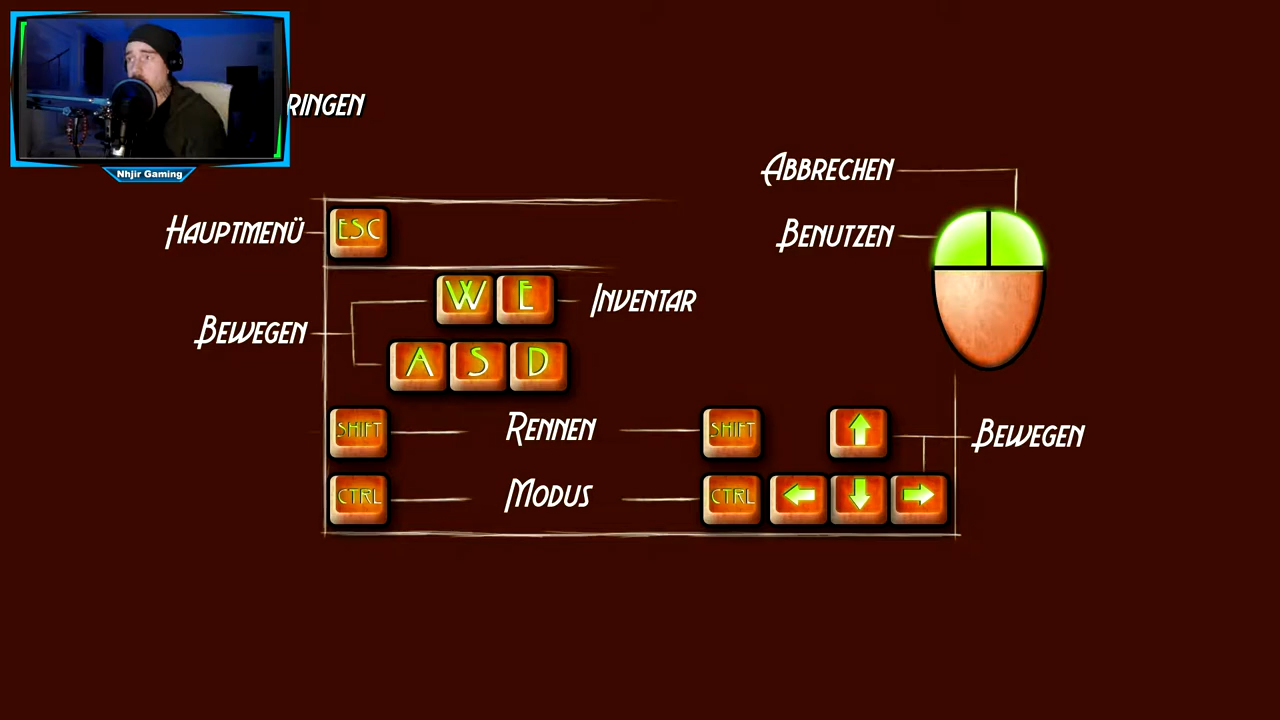 RINGEN
Nhjir Gaming
ABBRECHEN
HAUPTMENÜ ESC
BENUTZEN
W E INVENTAR
BEWEGEN
A S D
SHIFT RENNEN SHIFT
BEWEGEN
CTRL MODUS CTRL